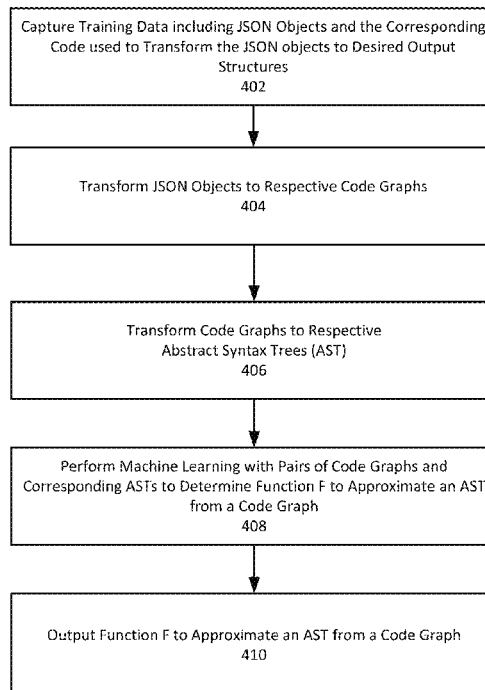 Capture Training Data including JSON Objects and the Corresponding
Code used to Transform the JSON objects to Desired Output
Structures
402
Transform JSON Objects to Respective Code Graphs
404
Transform Code Graphs to Respective
Abstract Syntax Trees (AST)
406
Perform Machine Learning with Pairs of Code Graphs and
Corresponding ASTs to Determine Function F to Approximate an AST
from a Code Graph
408
Output Function F to Approximate an AST from a Code Graph
410